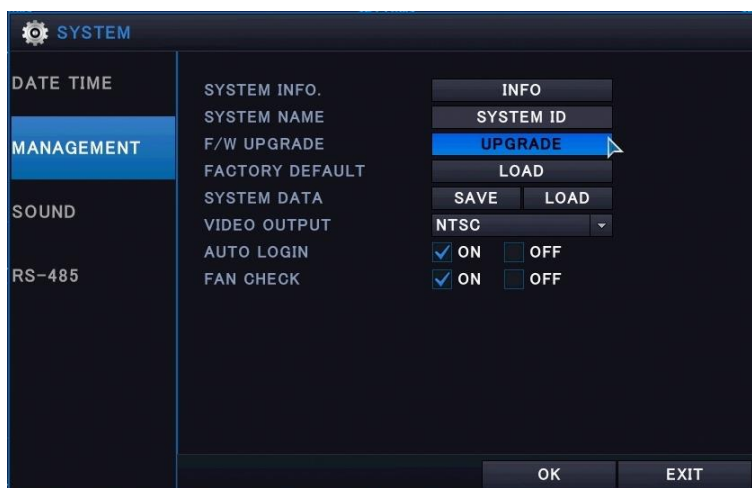 SYSTEM
DATE TIME
MANAGEMENT
SOUND
RS-485
SYSTEM INFO. INFO
SYSTEM NAME SYSTEM ID
F/W UPGRADE UPGRADE
FACTORY DEFAULT LOAD
SYSTEM DATA SAVE LOAD
VIDEO OUTPUT NTSC
AUTO LOGIN ON OFF
FAN CHECK ON OFF
OK EXIT